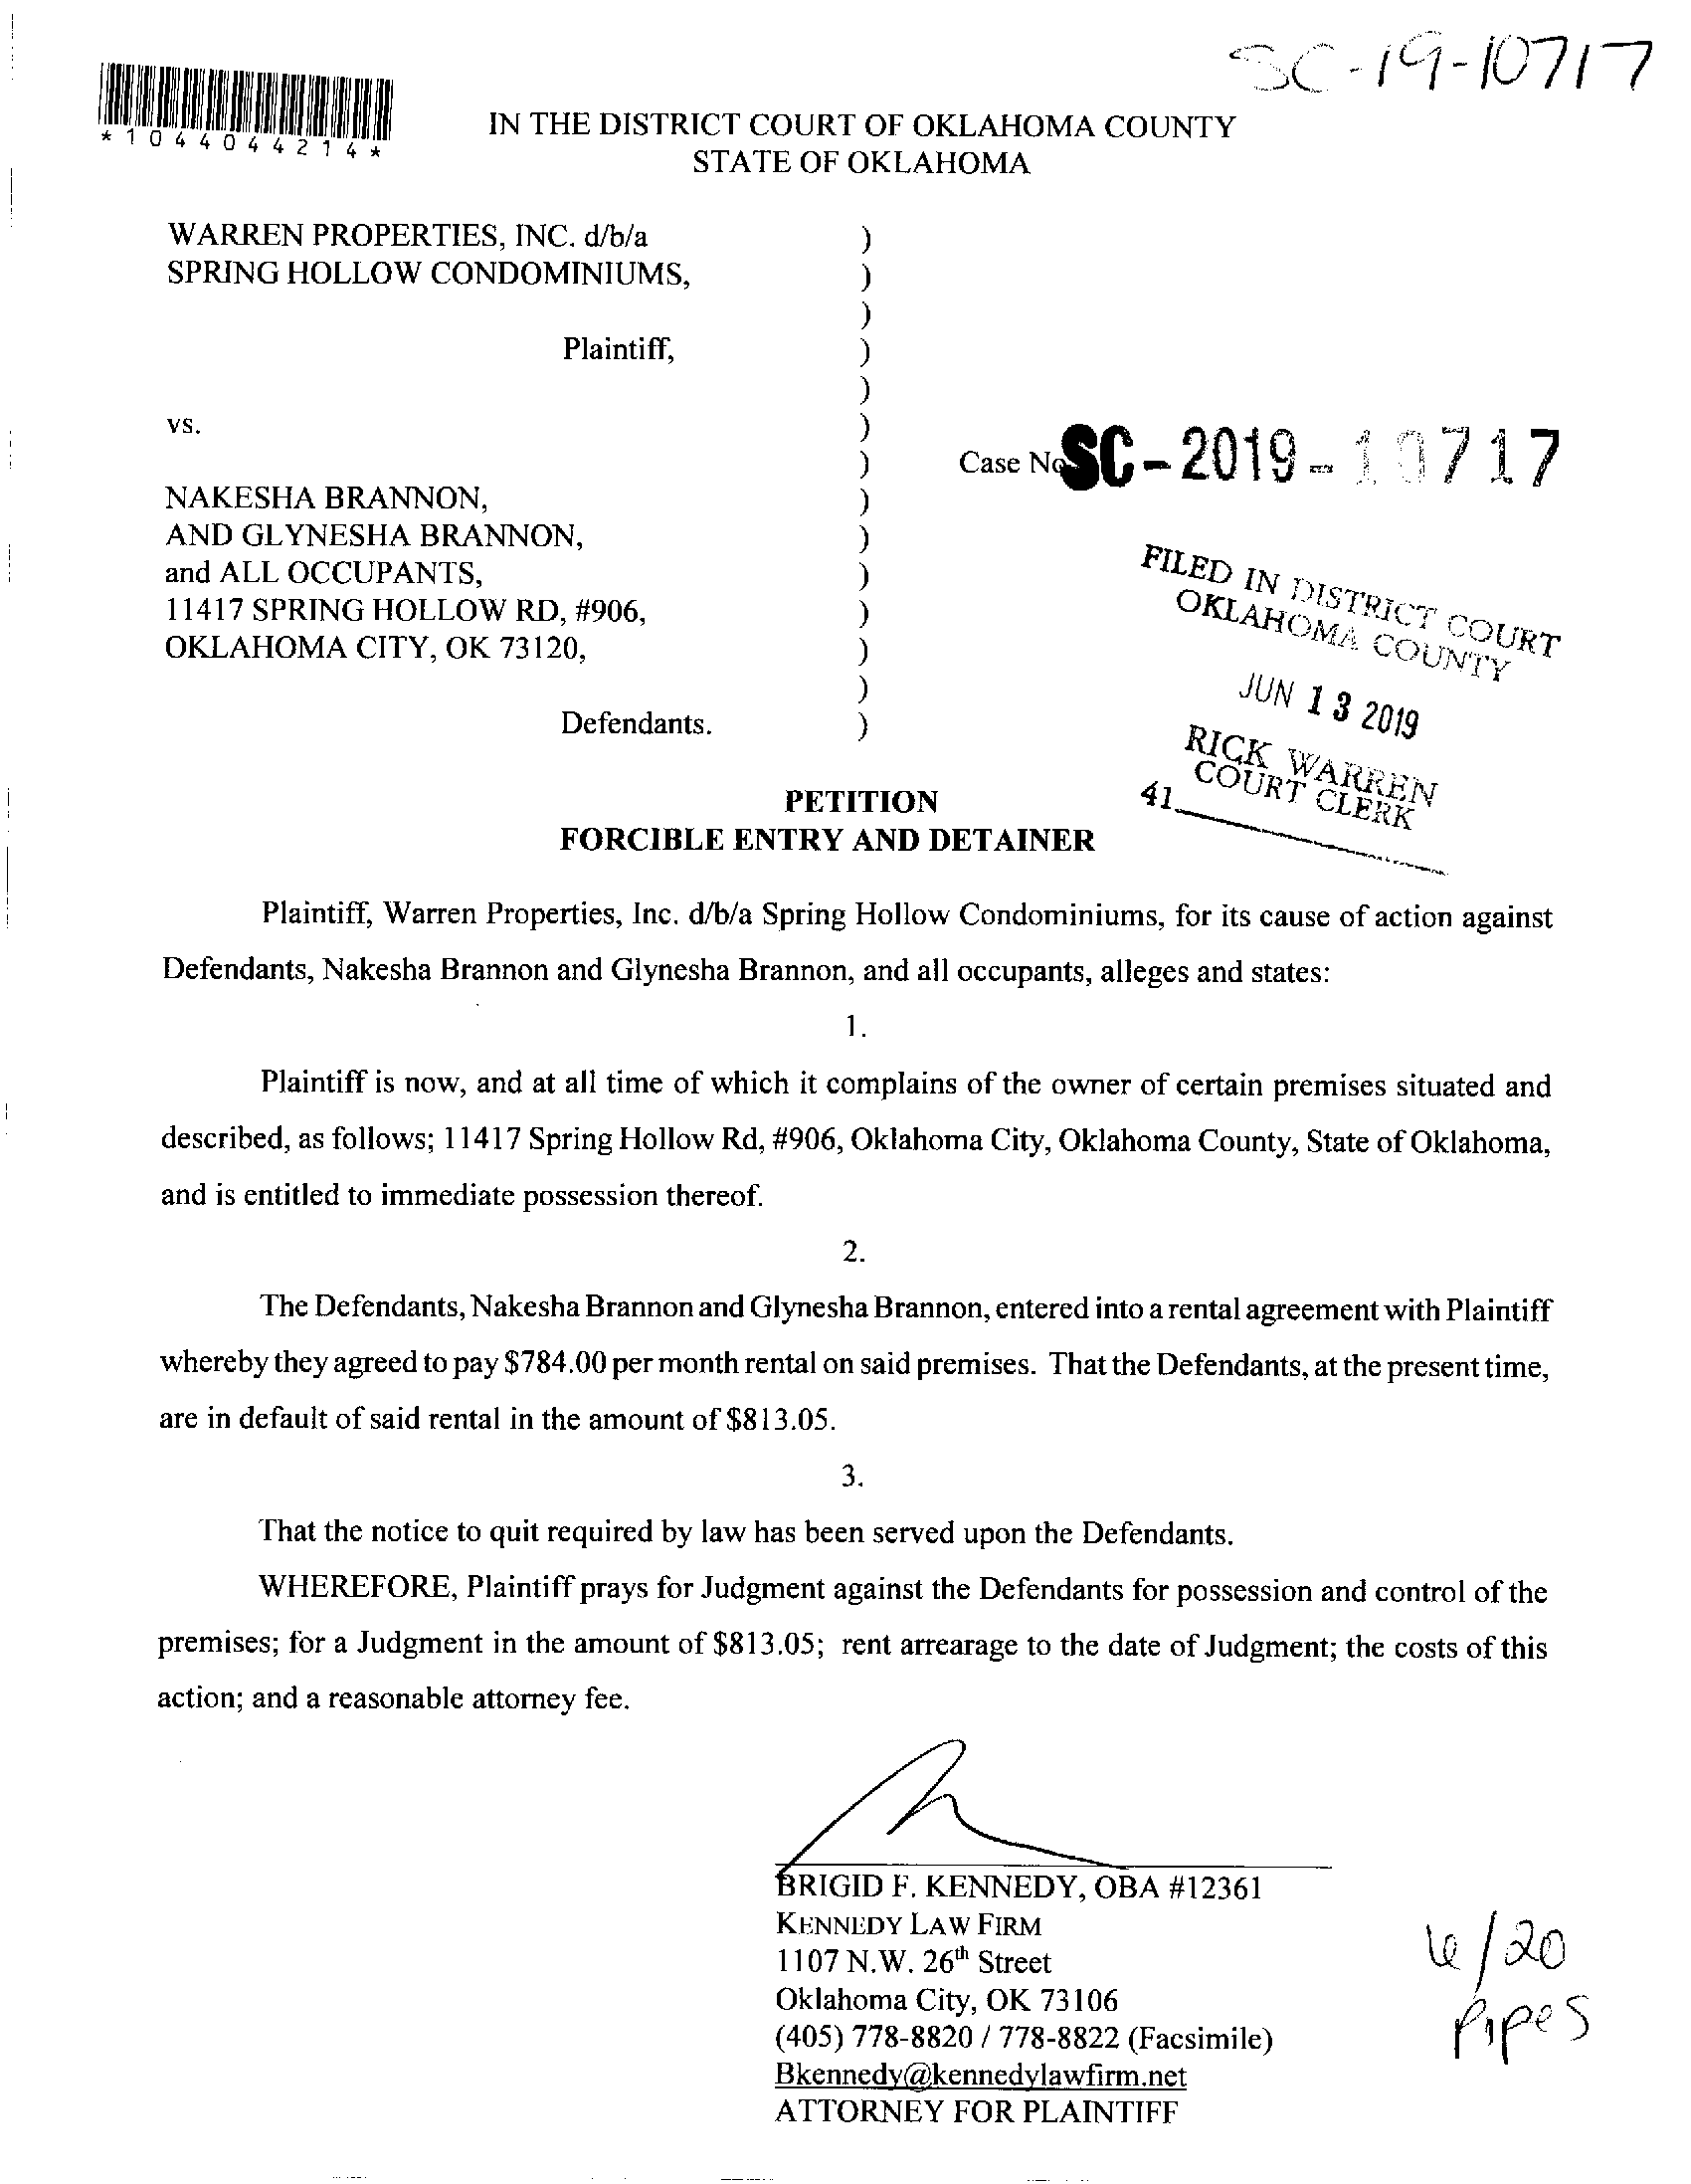 SC-19-10717
*1044044214*
IN THE DISTRICT COURT OF OKLAHOMA COUNTY
STATE OF OKLAHOMA
WARREN PROPERTIES, INC. d/b/a )
SPRING HOLLOW CONDOMINIUMS, )
)
Plaintiff, )
)
vs. )
) Case No SC-2019-10717
NAKESHA BRANNON, )
AND GLYNESHA BRANNON, )
and ALL OCCUPANTS, )
11417 SPRING HOLLOW RD, #906, )
OKLAHOMA CITY, OK 73120, )
)
Defendants. )
FILED IN DISTRICT COURT
OKLAHOMA COUNTY
JUN 13 2019
RICK WARREN
COURT CLERK
41
PETITION
FORCIBLE ENTRY AND DETAINER
Plaintiff, Warren Properties, Inc. d/b/a Spring Hollow Condominiums, for its cause of action against
Defendants, Nakesha Brannon and Glynesha Brannon, and all occupants, alleges and states:
1.
Plaintiff is now, and at all time of which it complains of the owner of certain premises situated and
described, as follows; 11417 Spring Hollow Rd, #906, Oklahoma City, Oklahoma County, State of Oklahoma,
and is entitled to immediate possession thereof.
2.
The Defendants, Nakesha Brannon and Glynesha Brannon, entered into a rental agreement with Plaintiff
whereby they agreed to pay $784.00 per month rental on said premises. That the Defendants, at the present time,
are in default of said rental in the amount of $813.05.
3.
That the notice to quit required by law has been served upon the Defendants.
WHEREFORE, Plaintiff prays for Judgment against the Defendants for possession and control of the
premises; for a Judgment in the amount of $813.05; rent arrearage to the date of Judgment; the costs of this
action; and a reasonable attorney fee.
BRIGID F. KENNEDY, OBA #12361
KENNEDY LAW FIRM
1107 N.W. 26th Street
Oklahoma City, OK 73106
(405) 778-8820 / 778-8822 (Facsimile)
Bkennedy@kennedylawfirm.net
ATTORNEY FOR PLAINTIFF
6/20
Pipes